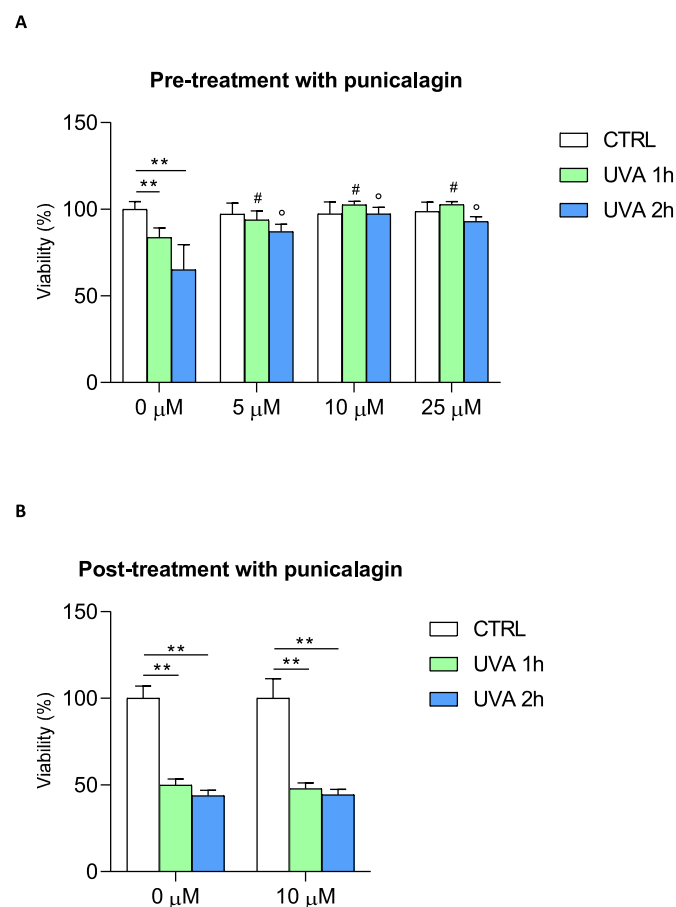 A
Pre-treatment with punicalagin
150
100
50
0
Viability (%)
**
**
#
°
#
°
#
°
0 μM
5 μM
10 μM
25 μM
CTRL
UVA 1h
UVA 2h
B
Post-treatment with punicalagin
150
100
50
0
Viability (%)
**
**
**
**
0 μM
10 μM
CTRL
UVA 1h
UVA 2h